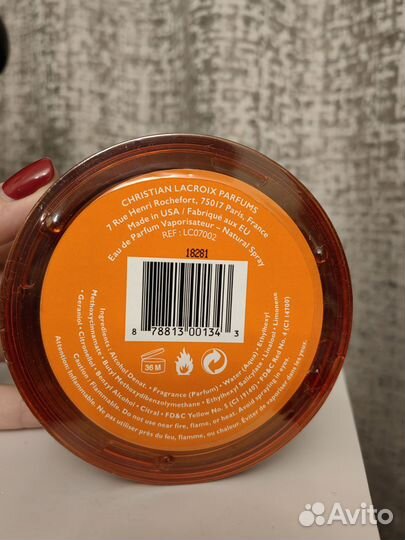 CHRISTIAN LACROIX PARFUMS
7 Rue Henri Rochefort, 75017 Paris, France
Made in USA / Fabriqué aux EU
REF : LC07002
Eau de Parfum Vaporisateur – Natural Spray
18281
8 78813 00134 3
36 M
Ingredients: Alcohol Denat. • Fragrance (Parfum) • Water (Aqua) Ethylhexyl
Methoxycinnamate • Butyl Methoxydibenzoylmethane • Ethylhexyl Salicylate • Linalool • Limonene
• Geraniol • Citronellol • Benzyl Alcohol • Citral • FD&C Yellow No. 5 (CI 19140) • FD&C Red No. 4 (CI 14700)
Caution: Flammable. Do not use near fire, flame, or heat. Avoid spraying in eyes.
Attention: Inflammable. Ne pas utiliser près du feu, flamme, ou chaleur. Éviter de vaporiser dans les yeux.
Avito